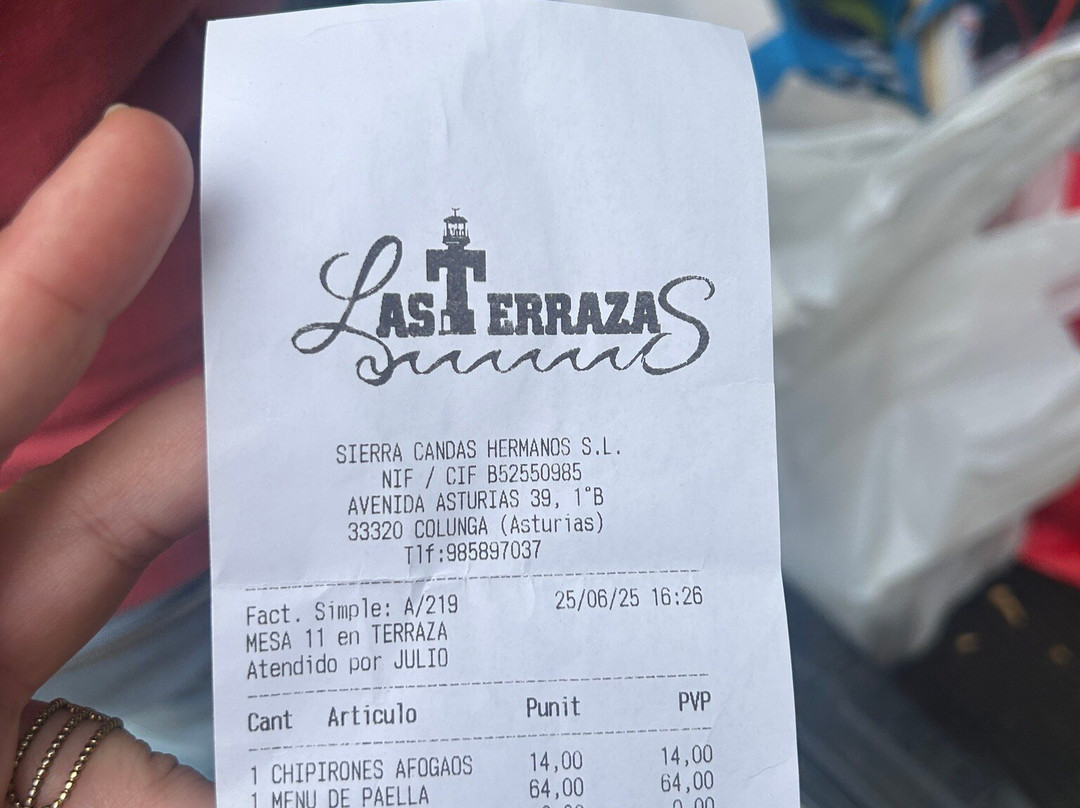 LAS TERRAZAS
SIERRA CANDAS HERMANOS S.L.
NIF / CIF B52550985
AVENIDA ASTURIAS 39, 1°B
33320 COLUNGA (Asturias)
Tlf:985897037
Fact. Simple: A/219 25/06/25 16:26
MESA 11 en TERRAZA
Atendido por JULIO
Cant Articulo Punit PVP
1 CHIPIRONES AFOGAOS 14,00 14,00
1 MENU DE PAELLA 64,00 64,00